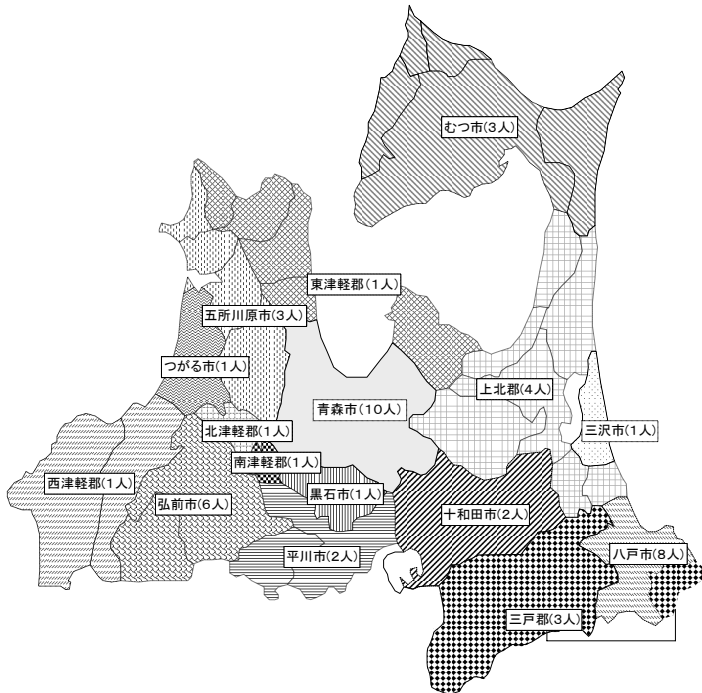 むつ市(3人)
東津軽郡(1人)
五所川原市(3人)
つがる市(1人)
上北郡(4人)
青森市(10人)
北津軽郡(1人)
三沢市(1人)
南津軽郡(1人)
西津軽郡(1人)
黒石市(1人)
弘前市(6人)
十和田市(2人)
平川市(2人)
八戸市(8人)
三戸郡(3人)